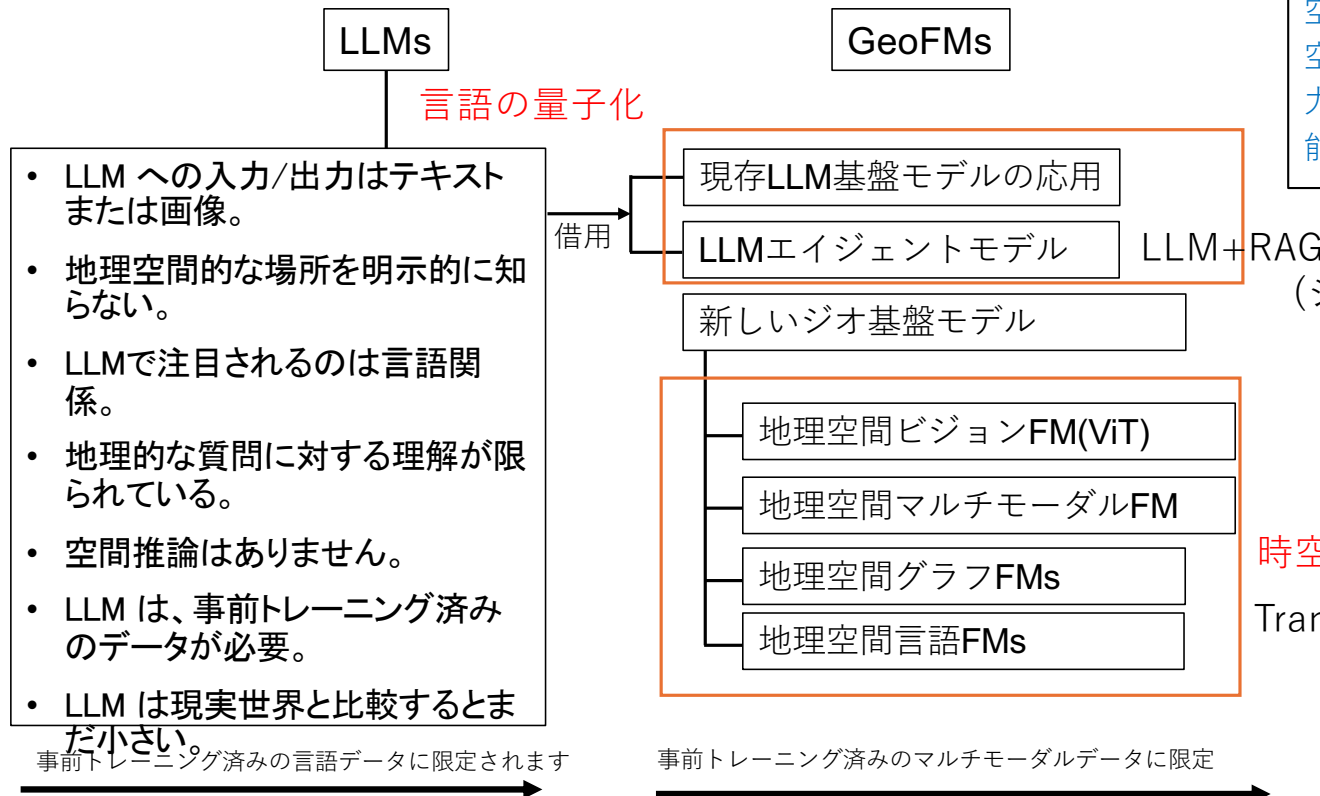 LLMs
GeoFMs
言語の量子化
• LLM への入力/出力はテキスト
または画像。
• 地理空間的な場所を明示的に知
らない。
• LLMで注目されるのは言語関
係。
• 地理的な質問に対する理解が限
られている。
• 空間推論はありません。
• LLM は、事前トレーニング済み
のデータが必要。
• LLM は現実世界と比較するとま
だ小さい。
事前トレーニング済みの言語データに限定されます
借用
現存LLM基盤モデルの応用
LLMエイジェントモデル
LLM+RAG
新しいジオ基盤モデル
地理空間ビジョンFM(ViT)
地理空間マルチモーダルFM
地理空間グラフFMs
地理空間言語FMs
時空
Tran
事前トレーニング済みのマルチモーダルデータに限定